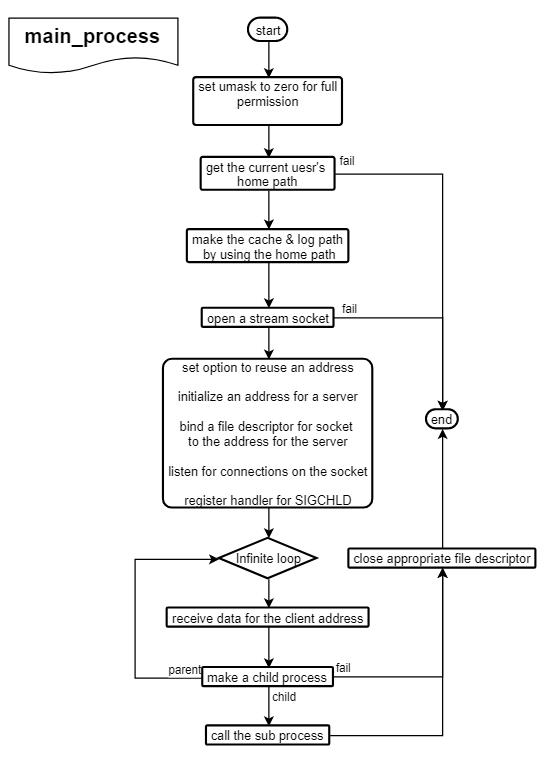 main_process
start
set umask to zero for full
permission
get the current uesr's
home path
fail
make the cache & log path
by using the home path
open a stream socket
fail
set option to reuse an address
initialize an address for a server
bind a file descriptor for socket
to the address for the server
listen for connections on the socket
register handler for SIGCHLD
end
Infinite loop
close appropriate file descriptor
receive data for the client address
parent
make a child process
fail
child
call the sub process